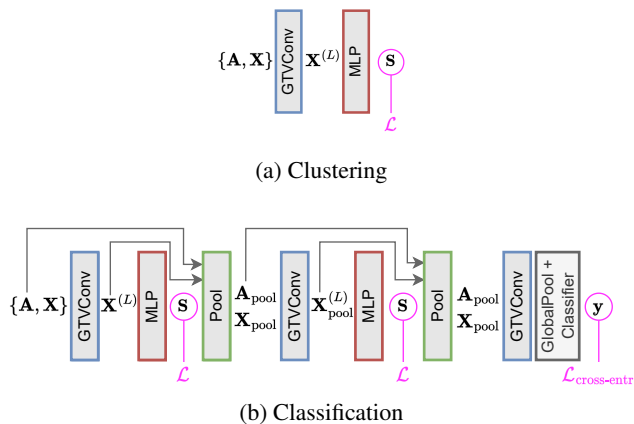 {A, X} GTVConv X^(L) MLP S
ℒ
(a) Clustering
{A, X} GTVConv X^(L) MLP S Pool A_pool X_pool GTVConv X_pool^(L) MLP S Pool A_pool X_pool GTVConv GlobalPool + Classifier y
ℒ ℒ ℒ_cross-entr
(b) Classification